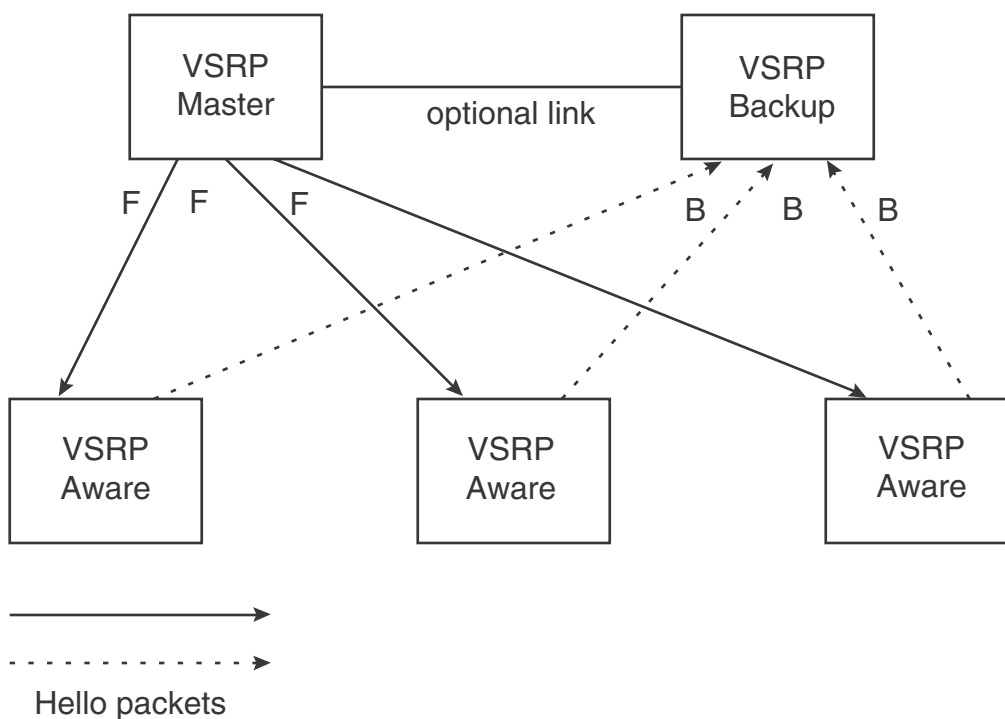 VSRP
Master
optional link
VSRP
Backup
F
F
F
B
B
B
VSRP
Aware
VSRP
Aware
VSRP
Aware
Hello packets